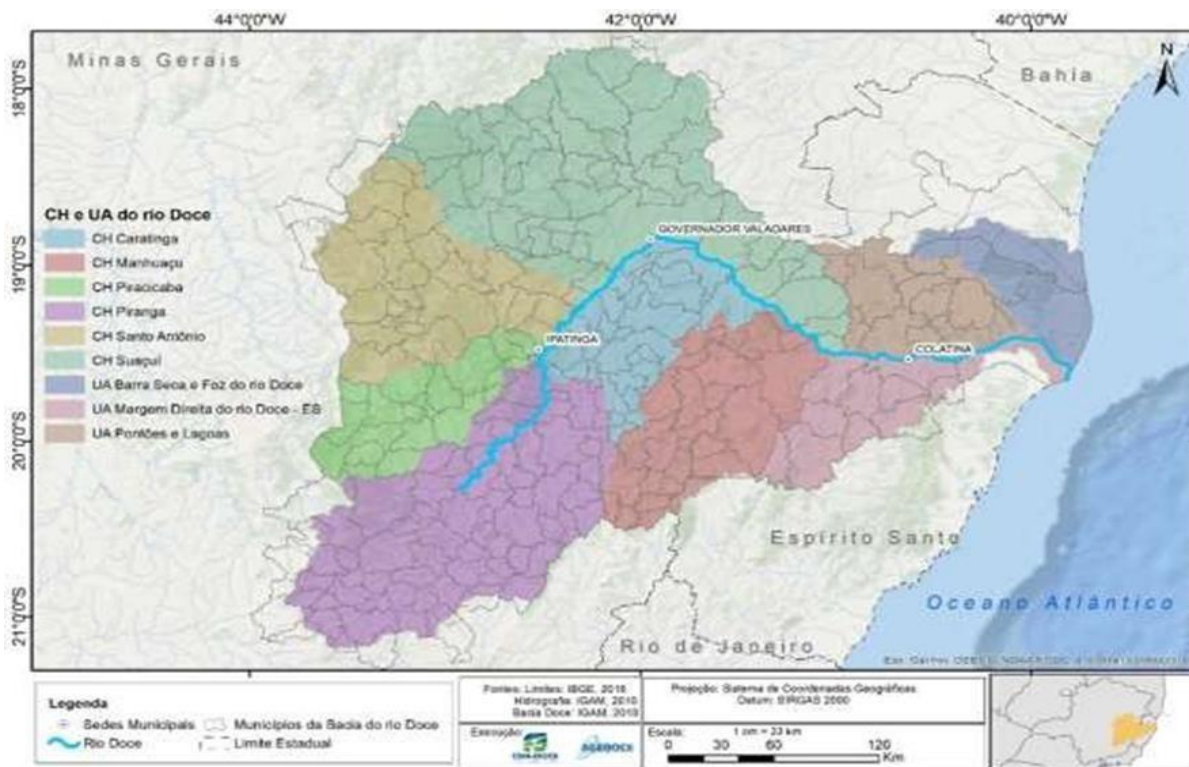 44°0'0"W 42°0'0"W 40°0'0"W
Minas Gerais
Bahia
N
18°0'0"S
19°0'0"S
20°0'0"S
21°0'0"S
CH e UA do rio Doce
CH Caratinga
CH Manhuaçu
CH Piracicaba
CH Piranga
CH Santo Antônio
CH Suaçuí
UA Barra Seca e Foz do rio Doce
UA Margem Direita do rio Doce - ES
UA Pontões e Lagoas
GOVERNADOR VALADARES
IPATINGA
COLATINA
Espírito Santo
Oceano Atlântico
Rio de Janeiro
Legenda
Sedes Municipais
Municípios da Bacia do rio Doce
Rio Doce
Limite Estadual
Fontes: Limites: IBGE,
Hidrografia: IGAM, 2010
Bacia Doce: IGAM, 2010
Execução:
AGEDOCE
Projeção: Sistema de Coordenadas Geográficas
Datum: SIRGAS 2000
Escala: 1 cm = 33 km
0 30 60 120
Km